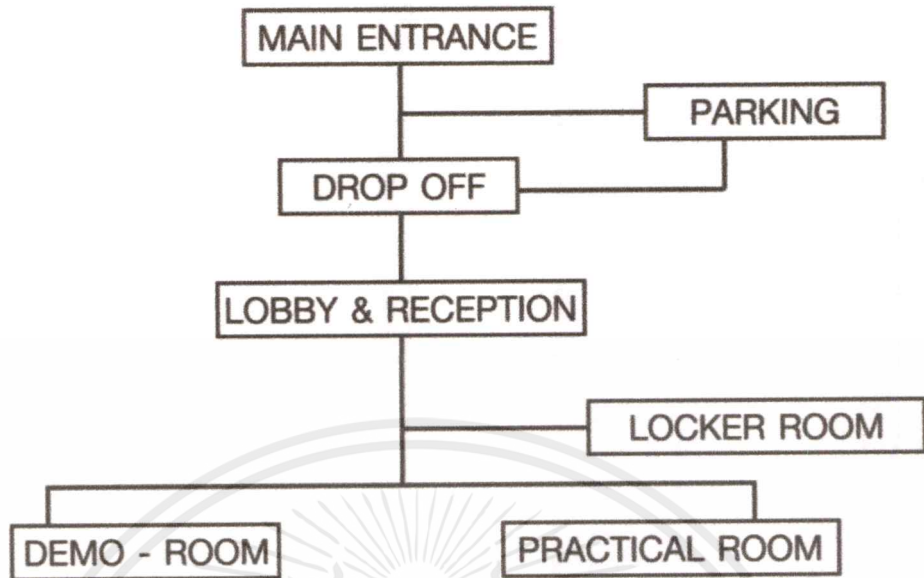 MAIN ENTRANCE
PARKING
DROP OFF
LOBBY & RECEPTION
LOCKER ROOM
DEMO - ROOM
PRACTICAL ROOM